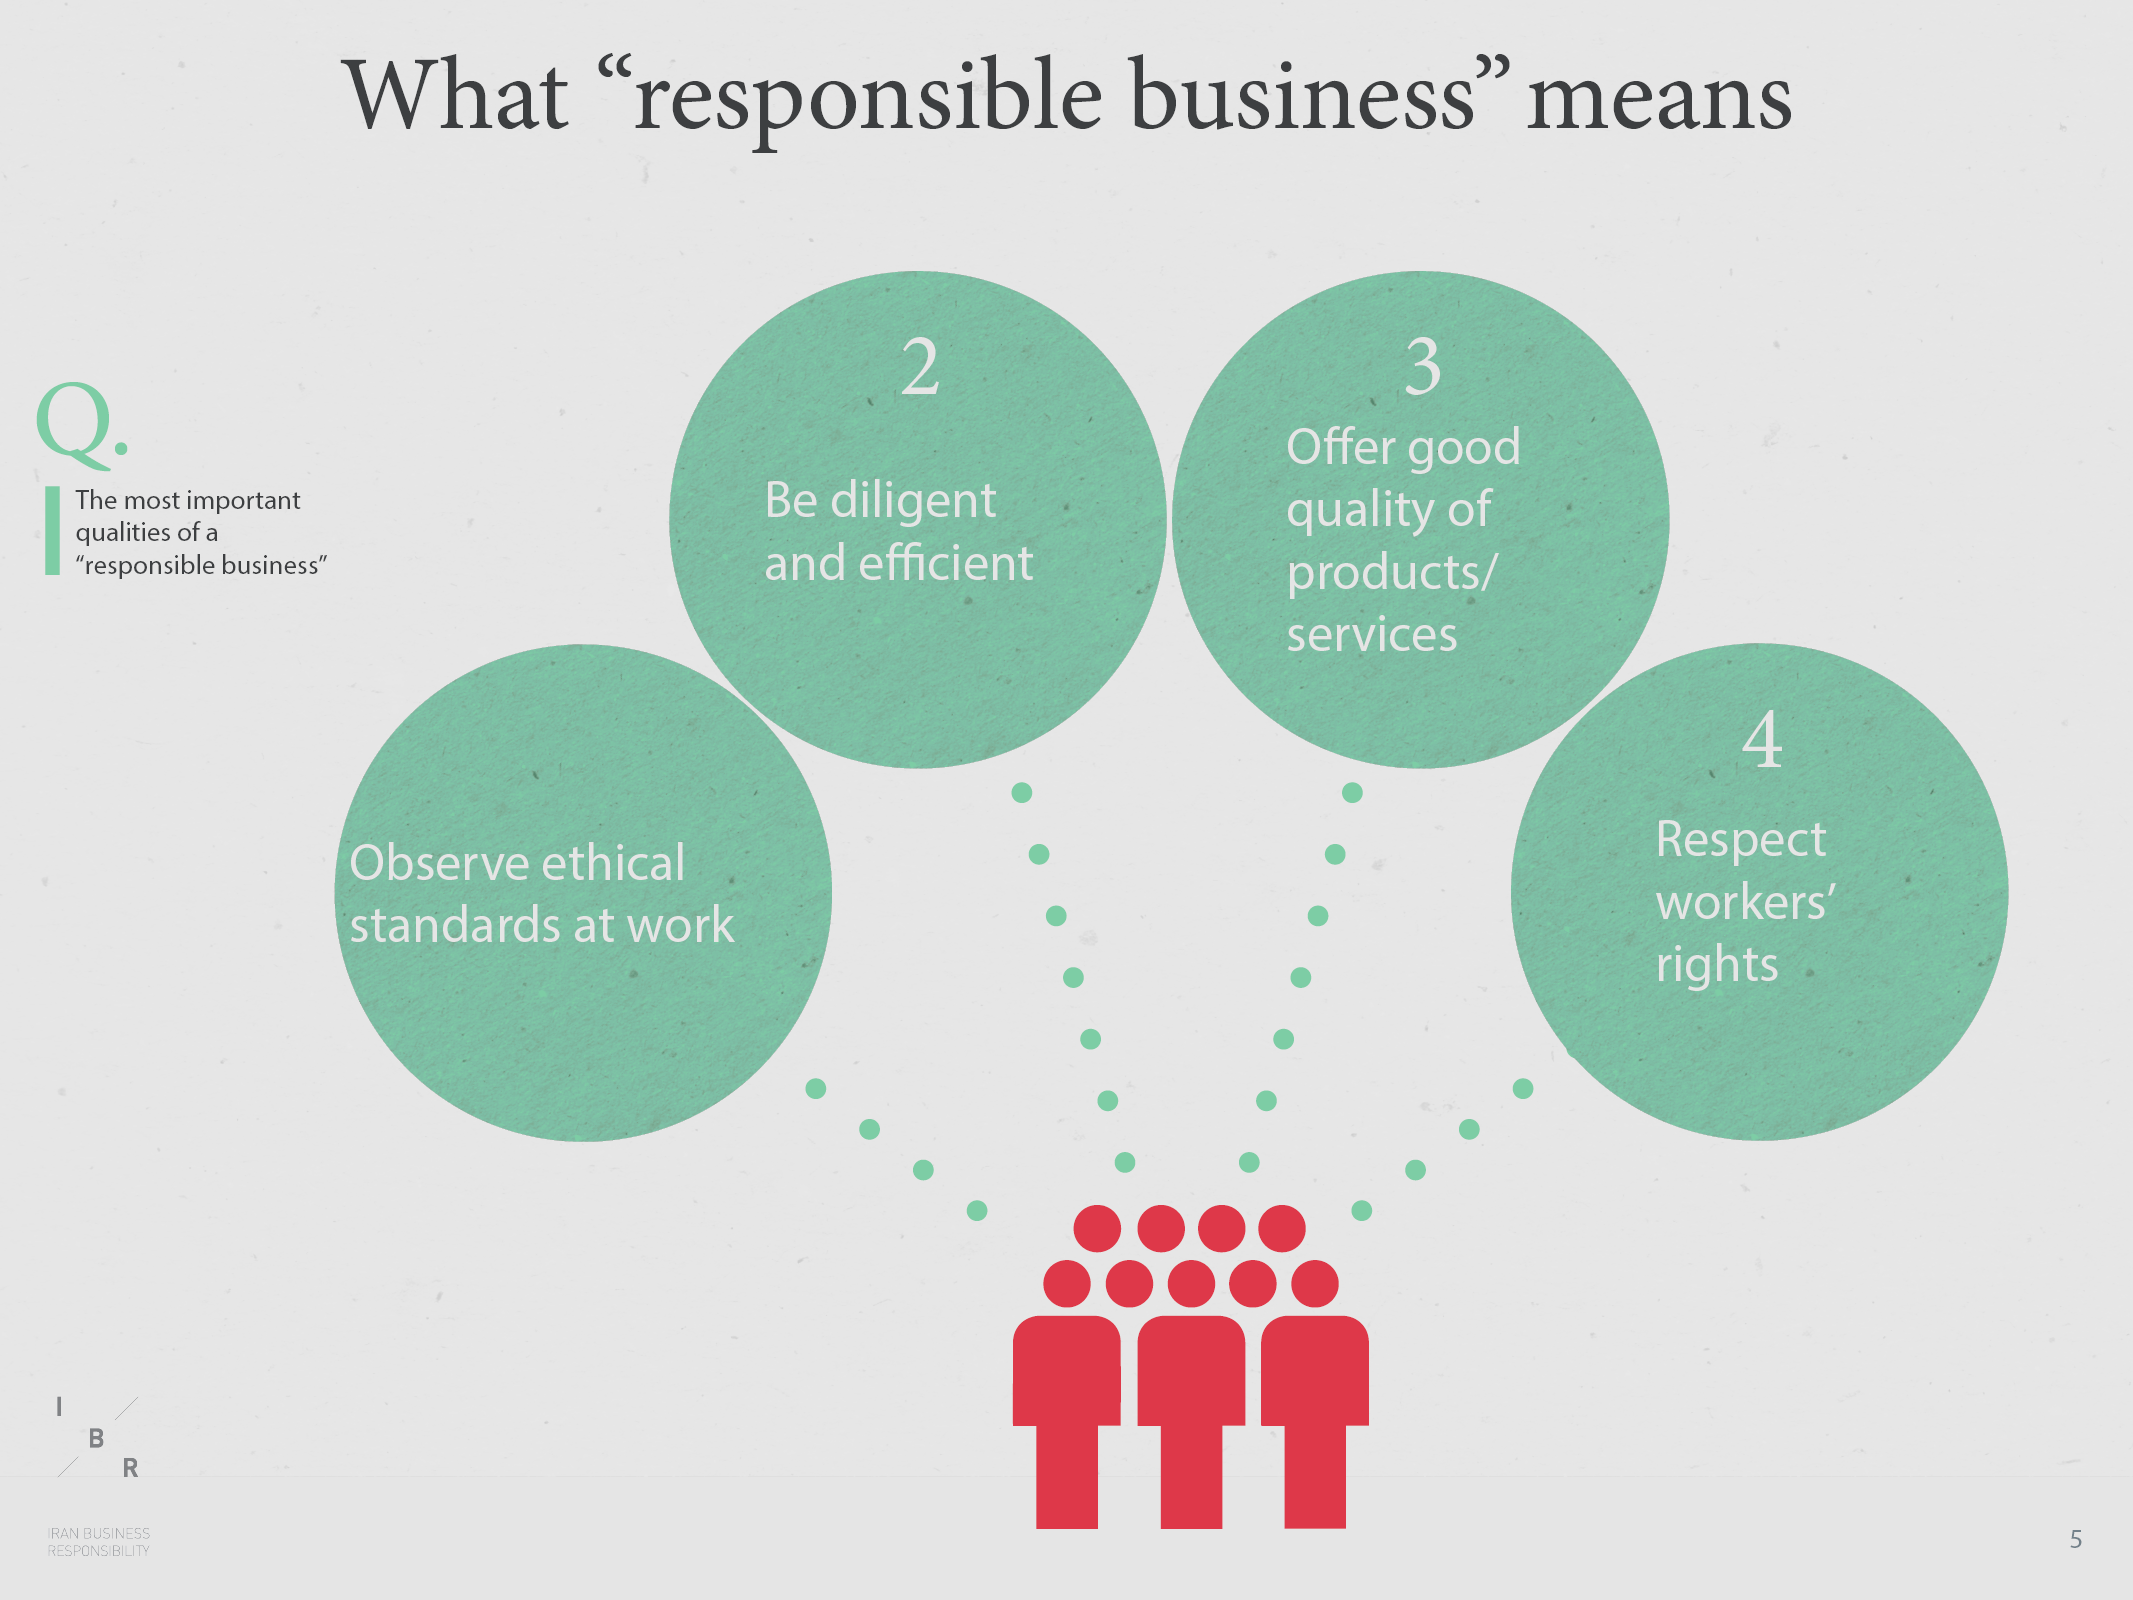 What “responsible business” means
Q.
The most important
qualities of a
“responsible business”
Observe ethical
standards at work
2
Be diligent
and efficient
3
Offer good
quality of
products/
services
4
Respect
workers’
rights
I
B
R
IRAN BUSINESS
RESPONSIBILITY
5